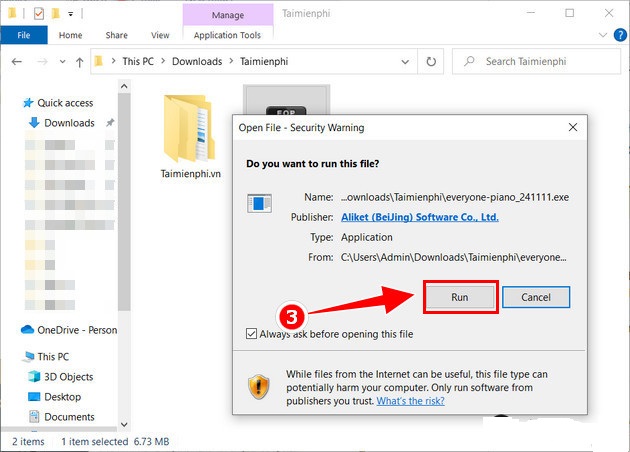 Manage
Taimienphi
File
Home
Share
View
Application Tools
This PC > Downloads > Taimienphi
Search Taimienphi
Quick access
Downloads
OneDrive - Person
This PC
3D Objects
Desktop
Documents
Taimienphi.vn
EOP
Open File - Security Warning
Do you want to run this file?
Name: ...ownloads\Taimienphi\everyone-piano_241111.exe
Publisher: Aliket (BeiJing) Software Co., Ltd.
Type: Application
From: C:\Users\Admin\Downloads\Taimienphi\everyone...
3
Run
Cancel
Always ask before opening this file
While files from the Internet can be useful, this file type can
potentially harm your computer. Only run software from
publishers you trust. What's the risk?
2 items
1 item selected 6.73 MB